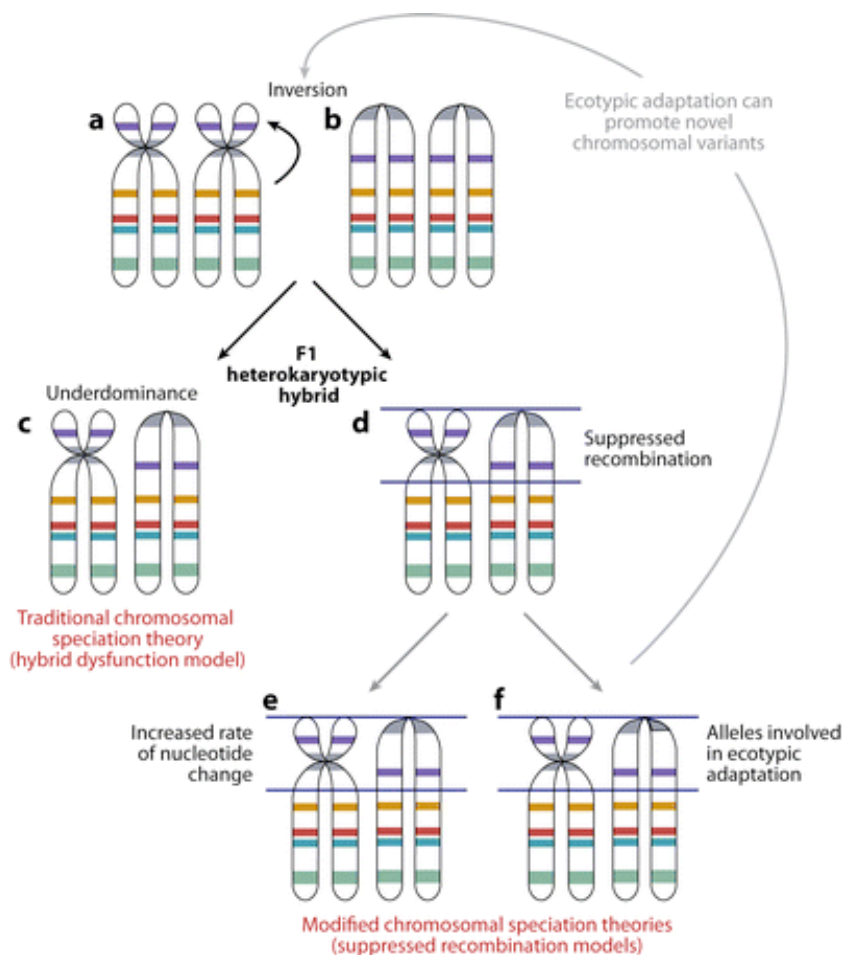 Inversion
Ecotypic adaptation can
promote novel
chromosomal variants
a
b
F1
heterokaryotypic
hybrid
Underdominance
c
d
Suppressed
recombination
Traditional chromosomal
speciation theory
(hybrid dysfunction model)
e
f
Increased rate
of nucleotide
change
Alleles involved
in ecotypic
adaptation
Modified chromosomal speciation theories
(suppressed recombination models)